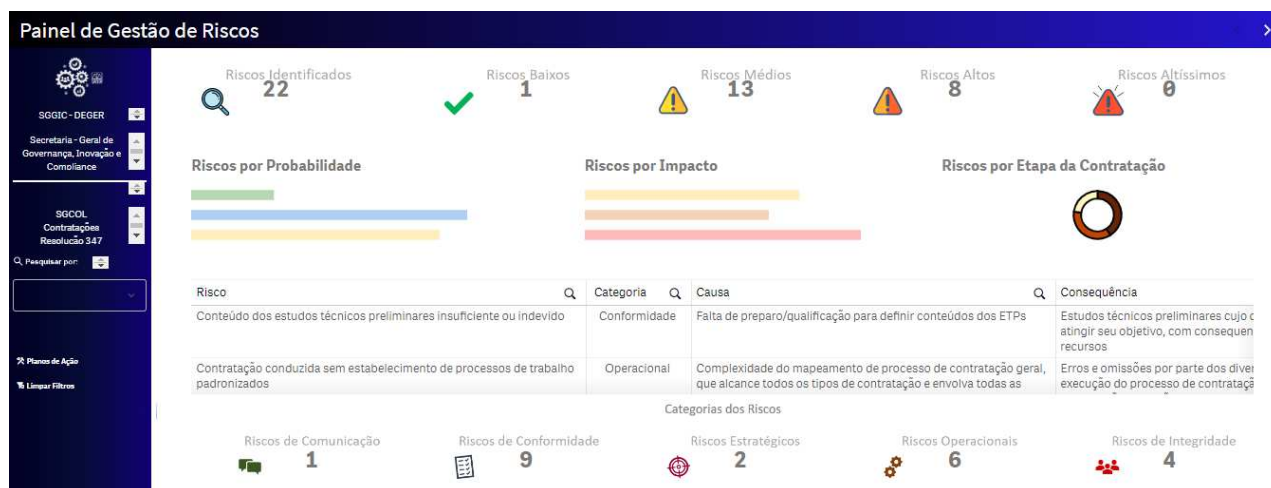 Painel de Gestão de Riscos
SGGIC - DEGER
Secretaria - Geral de
Governança, Inovação e
Compliance
SGCOL
Contratações
Resolução 347
Pesquisar por:
Planos de Ação
Limpar Filtros
Riscos Identificados
22
Riscos Baixos
1
Riscos Médios
13
Riscos Altos
8
Riscos Altíssimos
0
Riscos por Probabilidade
Riscos por Impacto
Riscos por Etapa da Contratação
Risco Categoria Causa Consequência
Conteúdo dos estudos técnicos preliminares insuficiente ou indevido
Conformidade
Falta de preparo/qualificação para definir conteúdos dos ETPs
Estudos técnicos preliminares cujo
atingir seu objetivo, com consequen
recursos
Contratação conduzida sem estabelecimento de processos de trabalho
padronizados
Operacional
Complexidade do mapeamento de processo de contratação geral,
que alcance todos os tipos de contratação e envolva todas as
Erros e omissões por parte dos diver
execução do processo de contrataçã
Categorias dos Riscos
Riscos de Comunicação
1
Riscos de Conformidade
9
Riscos Estratégicos
2
Riscos Operacionais
6
Riscos de Integridade
4